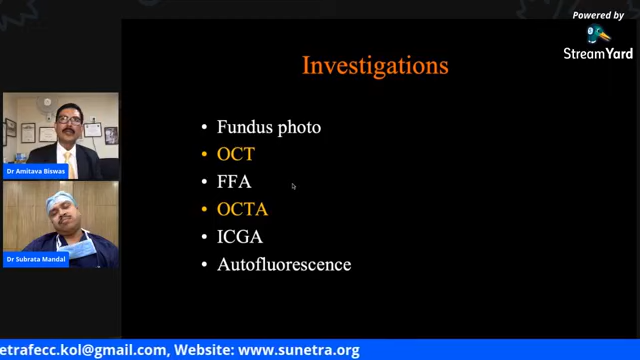 Powered by
StreamYard
Investigations
• Fundus photo
• OCT
• FFA
• OCTA
• ICGA
• Autofluorescence
Dr Amitava Biswas
Dr Subrata Mandal
etrafecc.kol@gmail.com, Website: www.sunetra.org